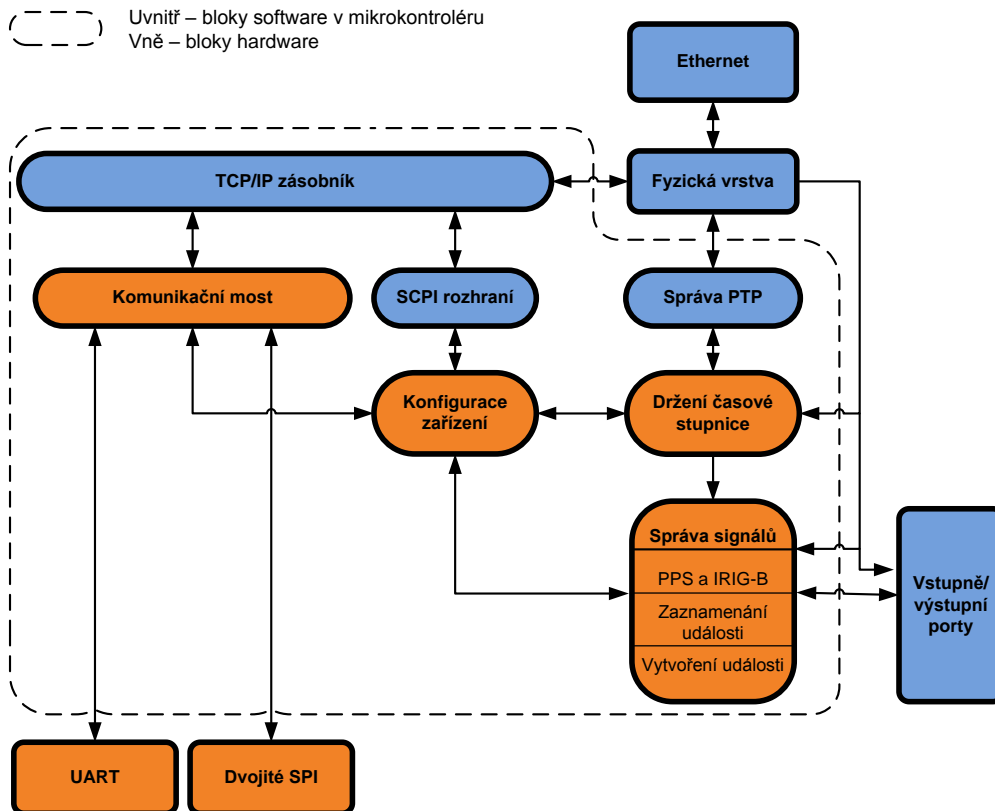 Uvnitř – bloky software v mikrokontroléru
Vně – bloky hardware
Ethernet
TCP/IP zásobník
Fyzická vrstva
Komunikační most
SCPI rozhraní
Správa PTP
Konfigurace
zařízení
Držení časové
stupnice
Správa signálů
PPS a IRIG-B
Zaznamenání
události
Vytvoření události
Vstupně/
výstupní
porty
UART
Dvojité SPI